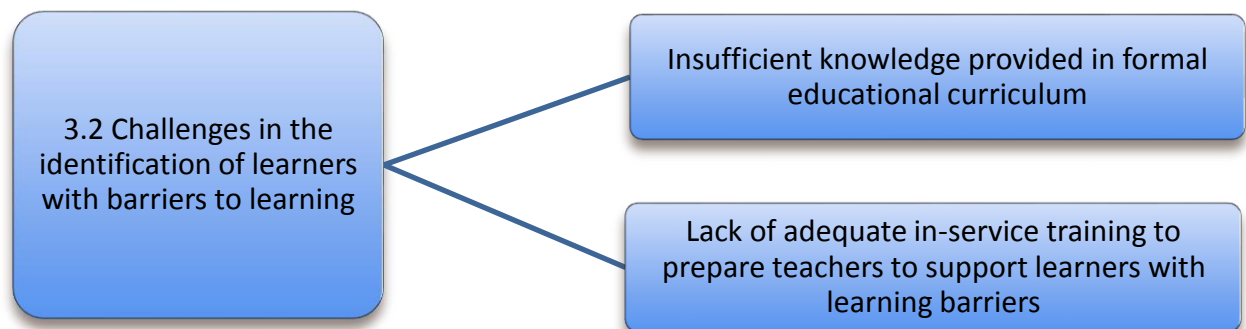 3.2 Challenges in the
identification of learners
with barriers to learning
Insufficient knowledge provided in formal
educational curriculum
Lack of adequate in-service training to
prepare teachers to support learners with
learning barriers